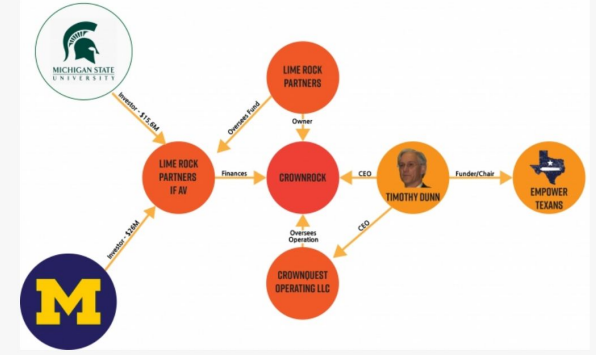 MICHIGAN STATE
UNIVERSITY
Investor - $15.6M
LIME ROCK
PARTNERS
Oversees Fund
Owner
LIME ROCK
PARTNERS
IF AV
Finances
CROWNROCK
CEO
TIMOTHY DUNN
Funder/Chair
EMPOWER
TEXANS
Investor - $26M
Oversees
Operation
CEO
CROWNQUEST
OPERATING LLC
M